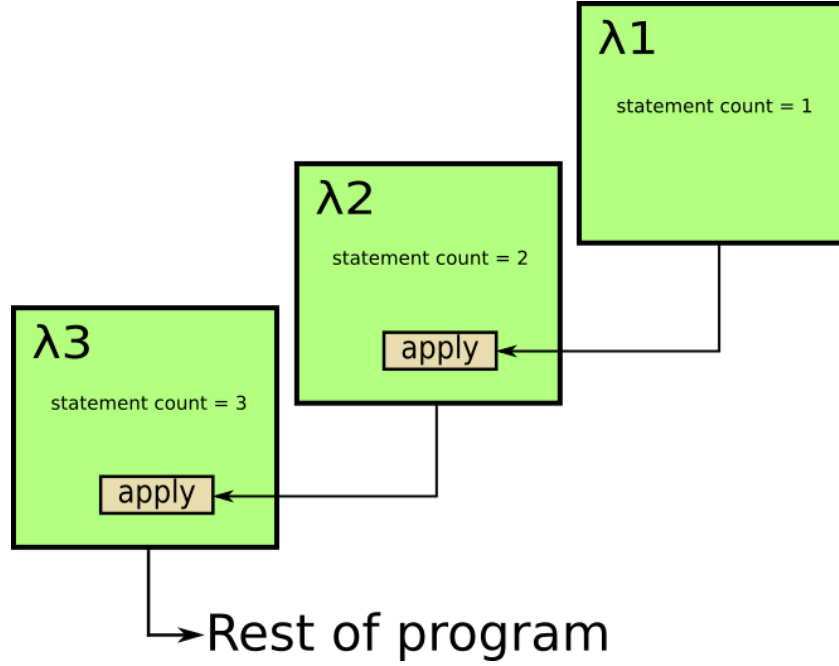 λ1
statement count = 1
λ2
statement count = 2
apply
λ3
statement count = 3
apply
Rest of program